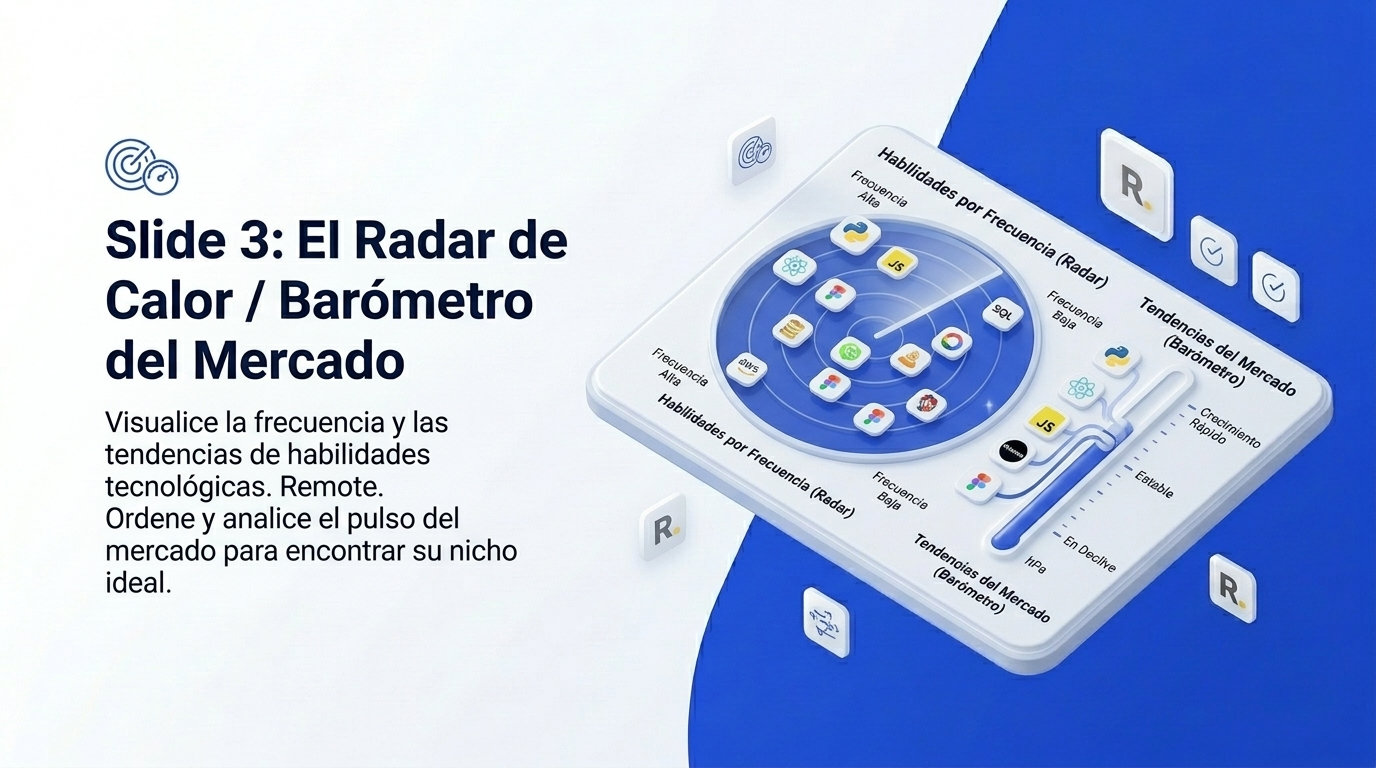 Slide 3: El Radar de
Calor / Barómetro
del Mercado
Visualice la frecuencia y las
tendencias de habilidades
tecnológicas. Remote.
Ordene y analice el pulso del
mercado para encontrar su nicho
ideal.
Habilidades por Frecuencia (Radar)
Frecuencia
Alta
JS
SQL
aws
Frecuencia
Baja
Frecuencia
Alta
Habilidades por Frecuencia (Radar)
Frecuencia
Baja
Tendencias del Mercado
(Barómetro)
JS
Crecimiento
Rápido
Estable
En Declive
hPa
Tendencias del Mercado
(Barómetro)
R.
R.
R.